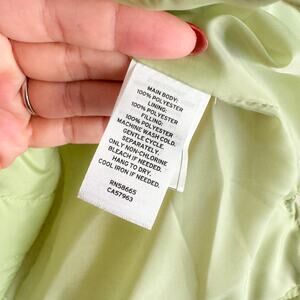 MAIN BODY:
100% POLYESTER
LINING:
100% POLYESTER
FILLING:
100% POLYESTER
MACHINE WASH COLD.
GENTLE CYCLE.
SEPARATELY.
ONLY NON-CHLORINE
BLEACH IF NEEDED.
HANG TO DRY.
COOL IRON IF NEEDED.
RN58665
CA57963